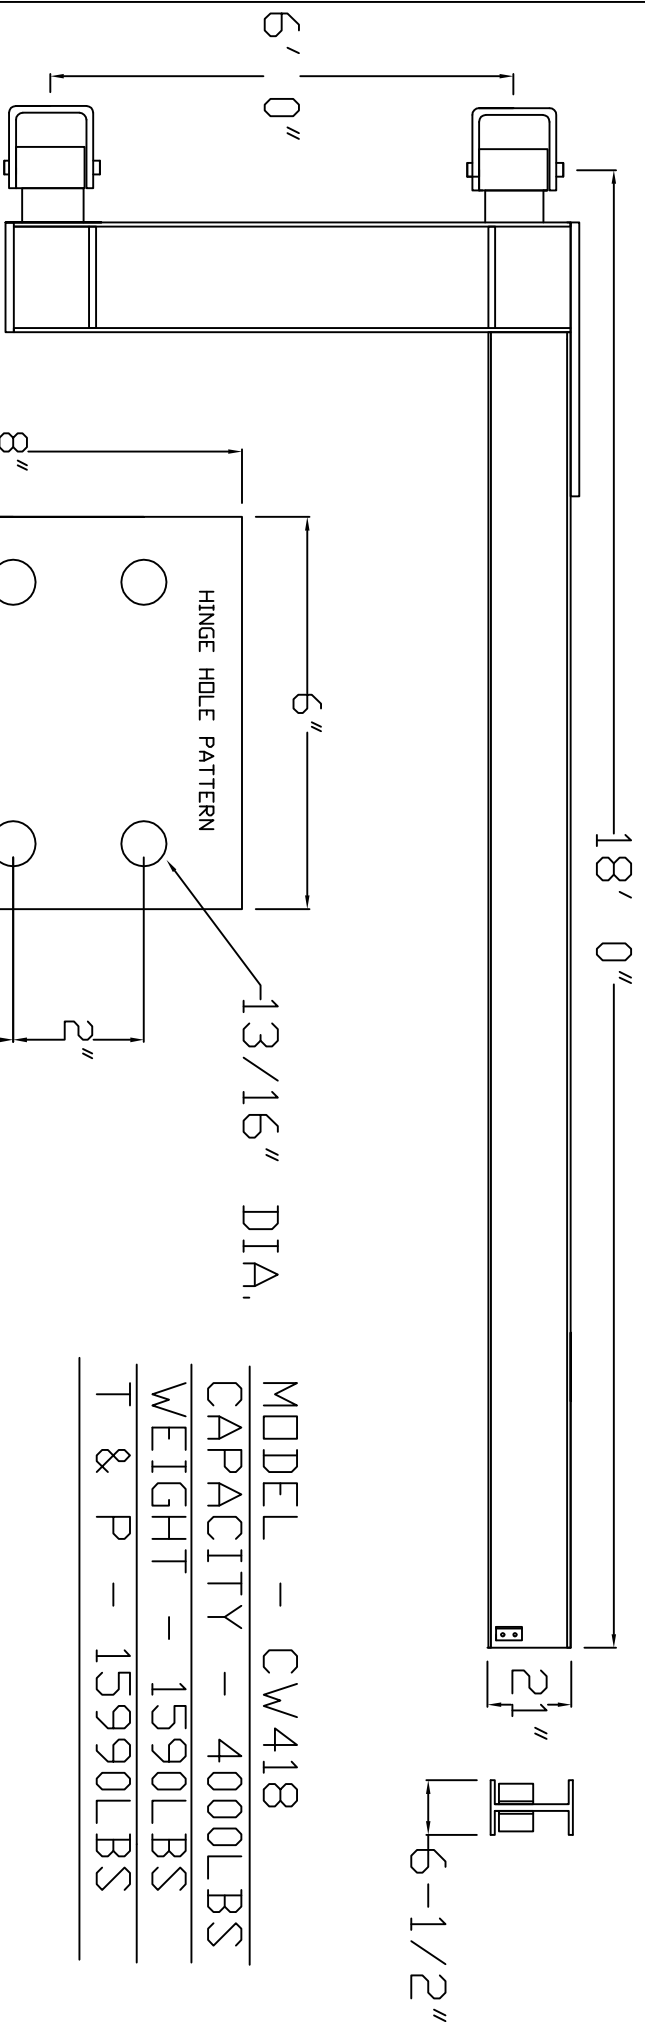 18' 0"
6' 0"
21"
6-1/2"
HINGE HOLE PATTERN
6"
8"
2"
13/16" DIA.
MODEL - CW418
CAPACITY - 4000LBS
WEIGHT - 1590LBS
T & P - 15990LBS